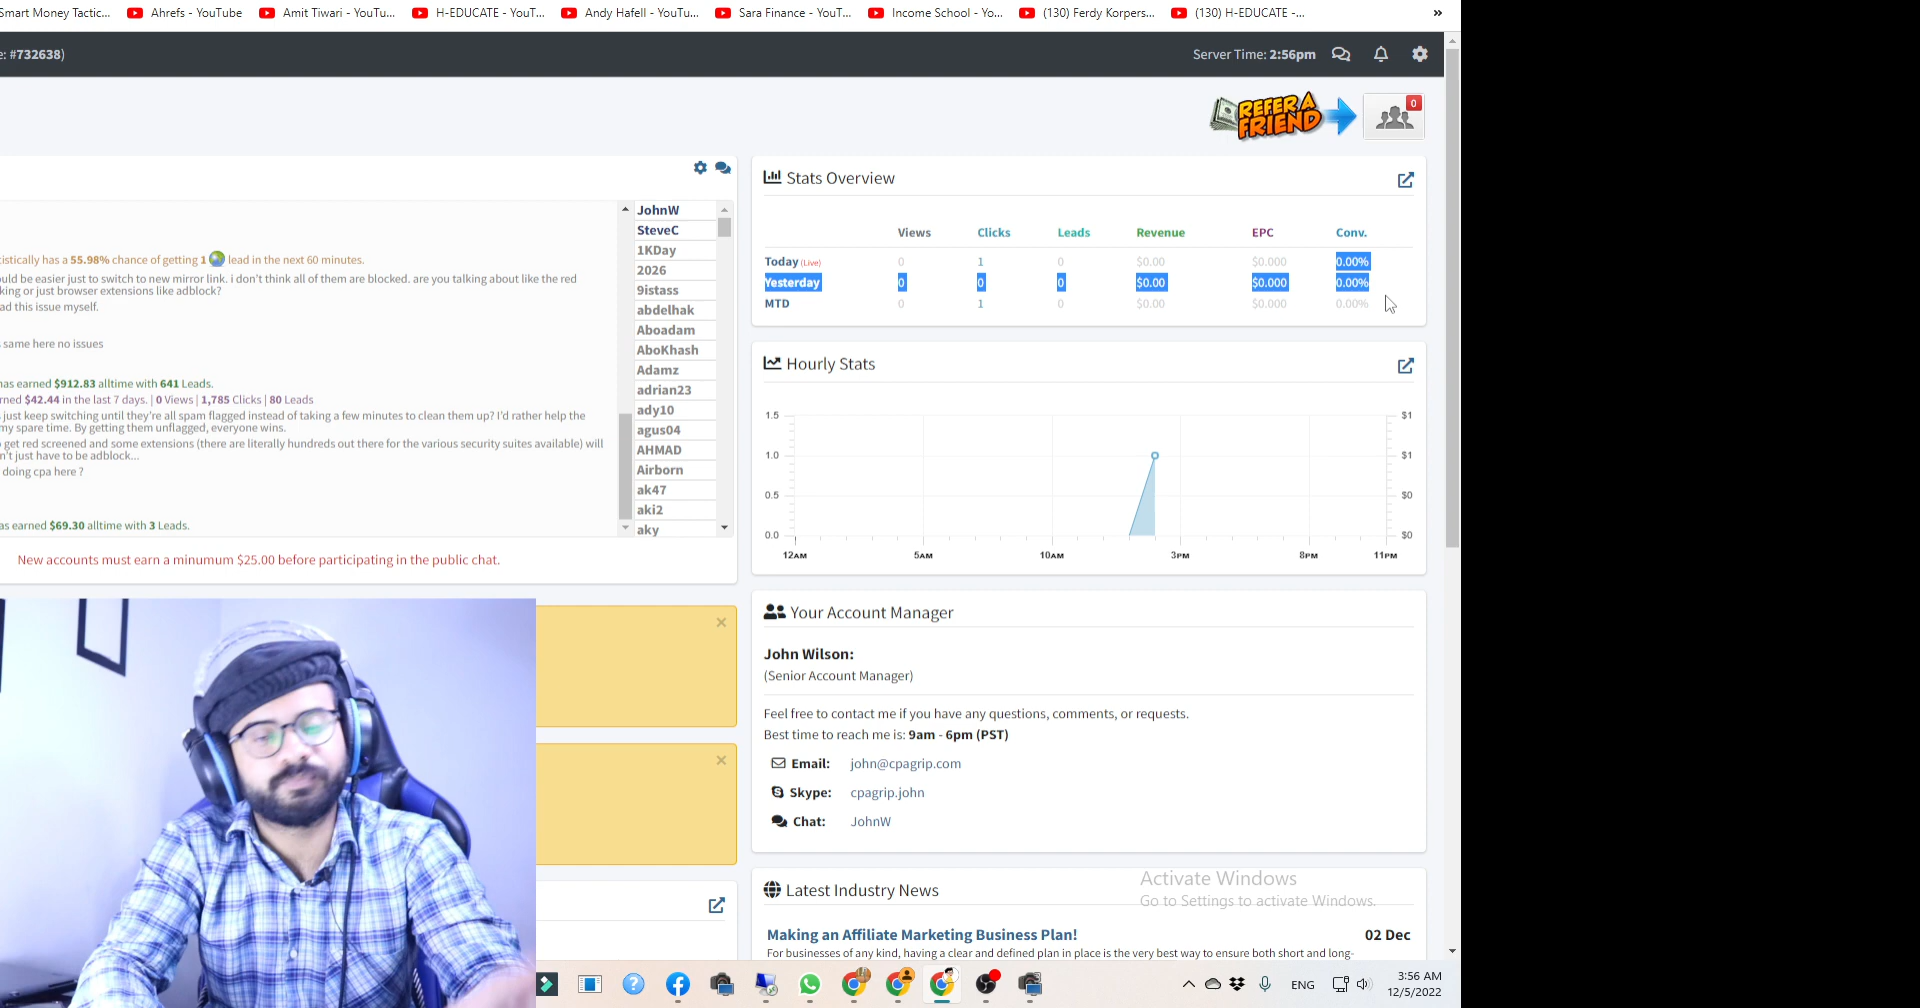 Smart Money Tactic... Ahrefs - YouTube Amit Tiwari - YouTu... H-EDUCATE - YouT... Andy Hafell - YouTu... Sara Finance - YouT... Income School - Yo... (130) Ferdy Korpers... (130) H-EDUCATE -... »
e: #732638) Server Time: 2:56pm
REFER A FRIEND 0
Stats Overview
Views Clicks Leads Revenue EPC Conv.
Today (Live) 0 1 0 $0.00 $0.000 0.00%
Yesterday 0 0 0 $0.00 $0.000 0.00%
MTD 0 1 0 $0.00 $0.000 0.00%
istically has a 55.98% chance of getting 1 lead in the next 60 minutes.
uld be easier just to switch to new mirror link. i don't think all of them are blocked. are you talking about like the red
king or just browser extensions like adblock?
ad this issue myself.
same here no issues
has earned $912.83 alltime with 641 Leads.
rned $42.44 in the last 7 days. | 0 Views | 1,785 Clicks | 80 Leads
just keep switching until they're all spam flagged instead of taking a few minutes to clean them up? I'd rather help the
my spare time. By getting them unflagged, everyone wins.
get red screened and some extensions (there are literally hundreds out there for the various security suites available) will
n't just have to be adblock...
doing cpa here ?
as earned $69.30 alltime with 3 Leads.
JohnW
SteveC
1KDay
2026
9istass
abdelhak
Aboadam
AboKhash
Adamz
adrian23
ady10
agus04
AHMAD
Airborn
ak47
aki2
aky
New accounts must earn a minumum $25.00 before participating in the public chat.
Hourly Stats
1.5 $1
1.0 $1
0.5 $0
0.0 $0
12AM 5AM 10AM 3PM 8PM 11PM
Your Account Manager
John Wilson:
(Senior Account Manager)
Feel free to contact me if you have any questions, comments, or requests.
Best time to reach me is: 9am - 6pm (PST)
Email: john@cpagrip.com
Skype: cpagrip.john
Chat: JohnW
Latest Industry News
Activate Windows
Go to Settings to activate Windows.
Making an Affiliate Marketing Business Plan! 02 Dec
For businesses of any kind, having a clear and defined plan in place is the very best way to ensure both short and long-
ENG
3:56 AM
12/5/2022